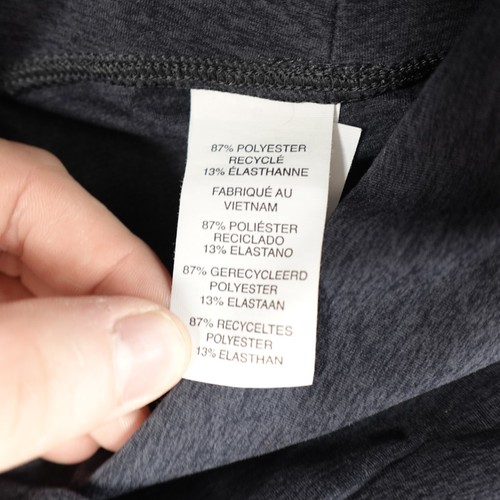 87% POLYESTER
RECYCLÉ
13% ÉLASTHANNE
FABRIQUÉ AU
VIETNAM
87% POLIÉSTER
RECICLADO
13% ELASTANO
87% GERECYCLEERD
POLYESTER
13% ELASTAAN
87% RECYCELTES
POLYESTER
13% ELASTHAN